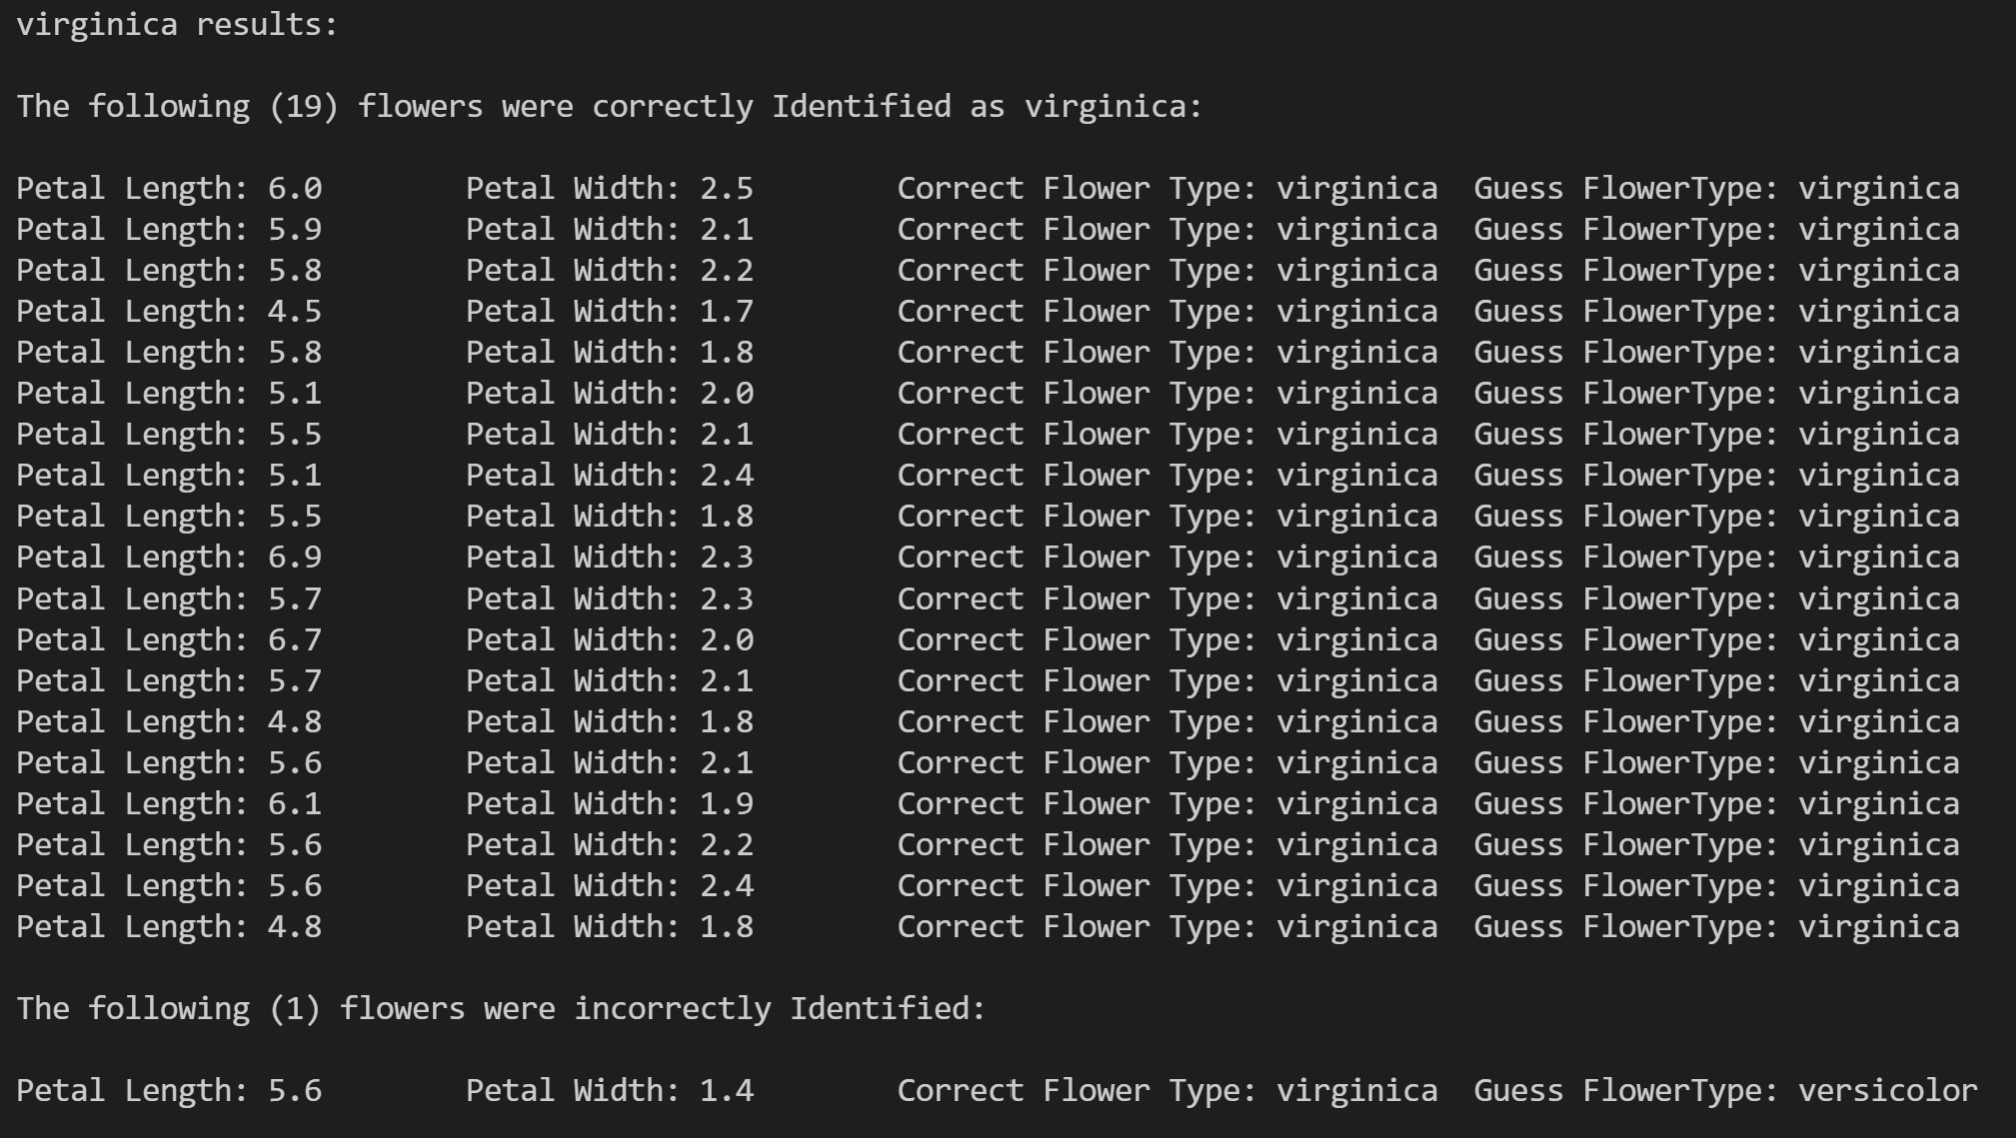 virginica results:
The following (19) flowers were correctly Identified as virginica:
Petal Length: 6.0 Petal Width: 2.5 Correct Flower Type: virginica Guess FlowerType: virginica
Petal Length: 5.9 Petal Width: 2.1 Correct Flower Type: virginica Guess FlowerType: virginica
Petal Length: 5.8 Petal Width: 2.2 Correct Flower Type: virginica Guess FlowerType: virginica
Petal Length: 4.5 Petal Width: 1.7 Correct Flower Type: virginica Guess FlowerType: virginica
Petal Length: 5.8 Petal Width: 1.8 Correct Flower Type: virginica Guess FlowerType: virginica
Petal Length: 5.1 Petal Width: 2.0 Correct Flower Type: virginica Guess FlowerType: virginica
Petal Length: 5.5 Petal Width: 2.1 Correct Flower Type: virginica Guess FlowerType: virginica
Petal Length: 5.1 Petal Width: 2.4 Correct Flower Type: virginica Guess FlowerType: virginica
Petal Length: 5.5 Petal Width: 1.8 Correct Flower Type: virginica Guess FlowerType: virginica
Petal Length: 6.9 Petal Width: 2.3 Correct Flower Type: virginica Guess FlowerType: virginica
Petal Length: 5.7 Petal Width: 2.3 Correct Flower Type: virginica Guess FlowerType: virginica
Petal Length: 6.7 Petal Width: 2.0 Correct Flower Type: virginica Guess FlowerType: virginica
Petal Length: 5.7 Petal Width: 2.1 Correct Flower Type: virginica Guess FlowerType: virginica
Petal Length: 4.8 Petal Width: 1.8 Correct Flower Type: virginica Guess FlowerType: virginica
Petal Length: 5.6 Petal Width: 2.1 Correct Flower Type: virginica Guess FlowerType: virginica
Petal Length: 6.1 Petal Width: 1.9 Correct Flower Type: virginica Guess FlowerType: virginica
Petal Length: 5.6 Petal Width: 2.2 Correct Flower Type: virginica Guess FlowerType: virginica
Petal Length: 5.6 Petal Width: 2.4 Correct Flower Type: virginica Guess FlowerType: virginica
Petal Length: 4.8 Petal Width: 1.8 Correct Flower Type: virginica Guess FlowerType: virginica
The following (1) flowers were incorrectly Identified:
Petal Length: 5.6 Petal Width: 1.4 Correct Flower Type: virginica Guess FlowerType: versicolor